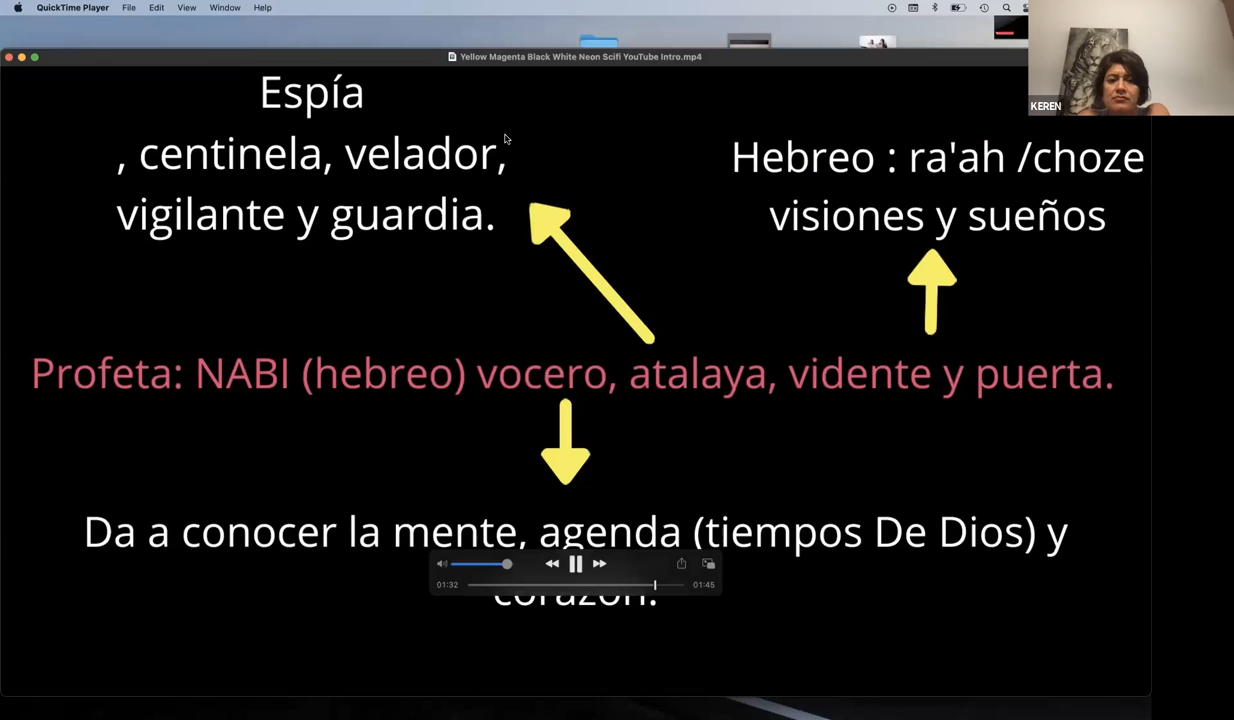 QuickTime Player File Edit View Window Help
Yellow Magenta Black White Neon Scifi YouTube Intro.mp4
KEREN
Espía
, centinela, velador,
vigilante y guardia.
Hebreo : ra'ah /choze
visiones y sueños
Profeta: NABI (hebreo) vocero, atalaya, vidente y puerta.
Da a conocer la mente, agenda (tiempos De Dios) y
corazón.
01:32
01:45